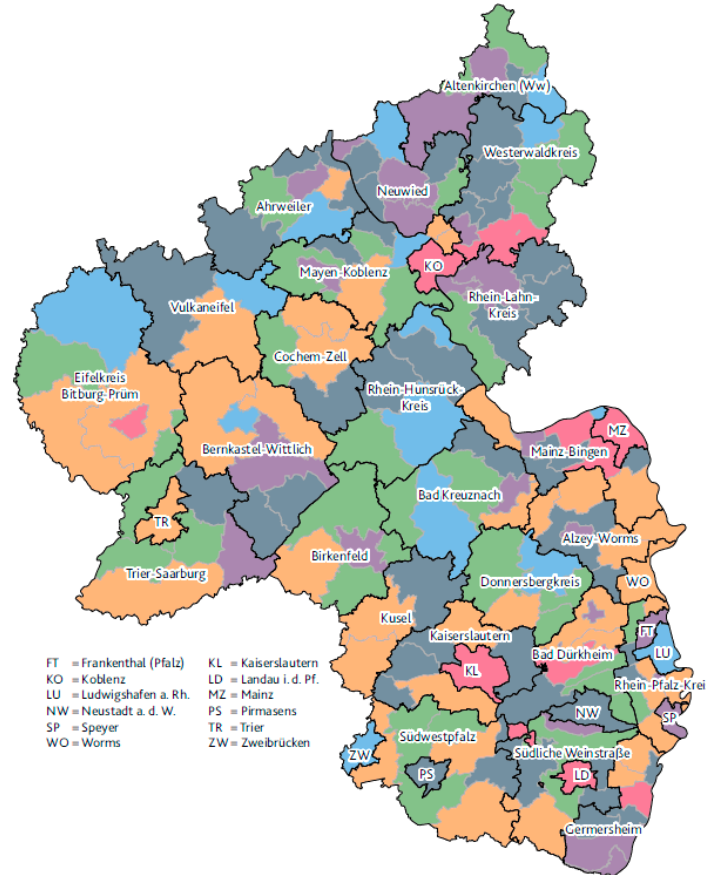 Altenkirchen (Ww)
Westerwaldkreis
Neuwied
Ahrweiler
KO
Mayen-Koblenz
Rhein-Lahn-
Kreis
Vulkaneifel
Cochem-Zell
Eifelkreis
Bitburg-Prüm
Rhein-Hunsrück-
Kreis
MZ
Mainz-Bingen
Bernkastel-Wittlich
Bad Kreuznach
TR
Alzey-Worms
Birkenfeld
Trier-Saarburg
Donnersbergkreis
WO
Kusel
Kaiserslautern
FT
LU
Bad Dürkheim
KL
Rhein-Pfalz-Krei
NW
SP
Südwestpfalz
ZW
Südliche Weinstraße
PS
LD
Germersheim
FT = Frankenthal (Pfalz)
KO = Koblenz
LU = Ludwigshafen a. Rh.
NW = Neustadt a. d. W.
SP = Speyer
WO = Worms
KL = Kaiserslautern
LD = Landau i. d. Pf.
MZ = Mainz
PS = Pirmasens
TR = Trier
ZW = Zweibrücken